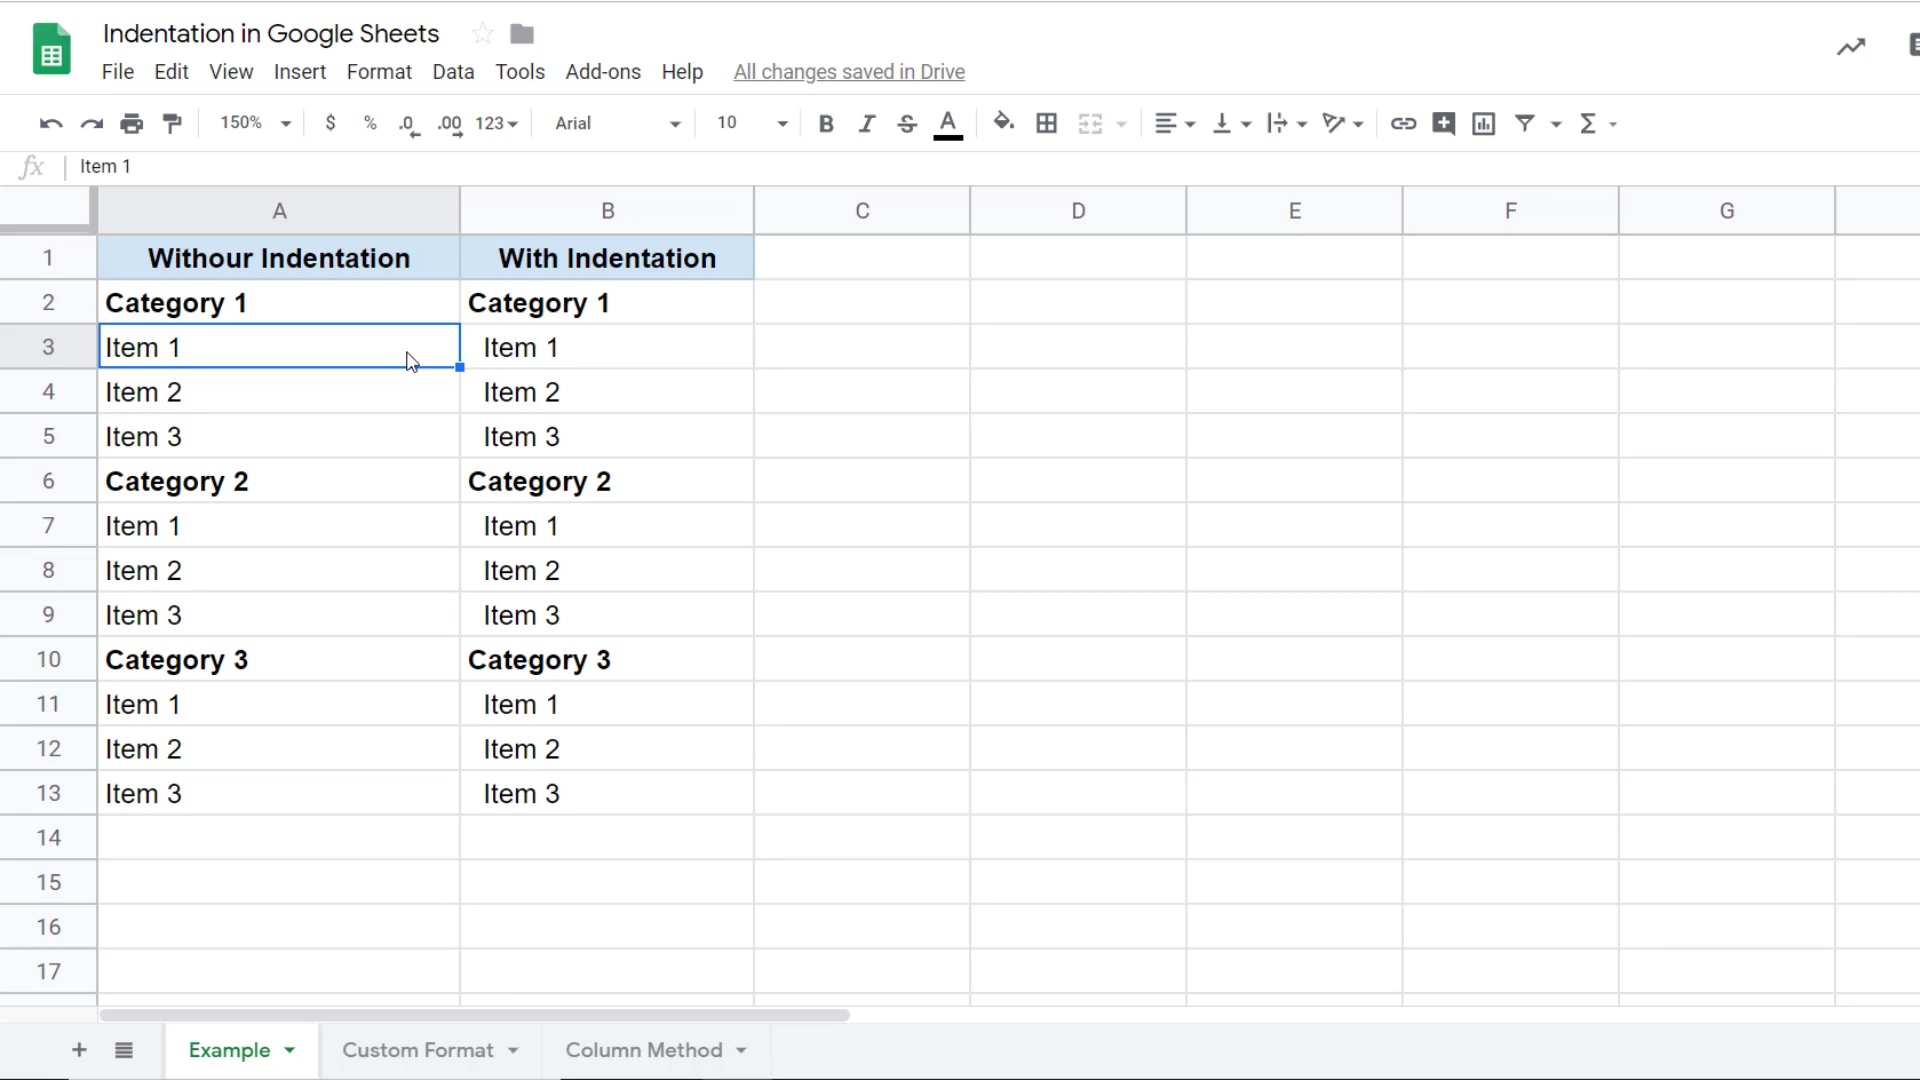 Indentation in Google Sheets
File Edit View Insert Format Data Tools Add-ons Help All changes saved in Drive
150% $ % .0 .00 123 Arial 10 B I S A Σ
fx Item 1
A B C D E F G
1 Withour Indentation With Indentation
2 Category 1 Category 1
3 Item 1 Item 1
4 Item 2 Item 2
5 Item 3 Item 3
6 Category 2 Category 2
7 Item 1 Item 1
8 Item 2 Item 2
9 Item 3 Item 3
10 Category 3 Category 3
11 Item 1 Item 1
12 Item 2 Item 2
13 Item 3 Item 3
14
15
16
17
+ Example Custom Format Column Method